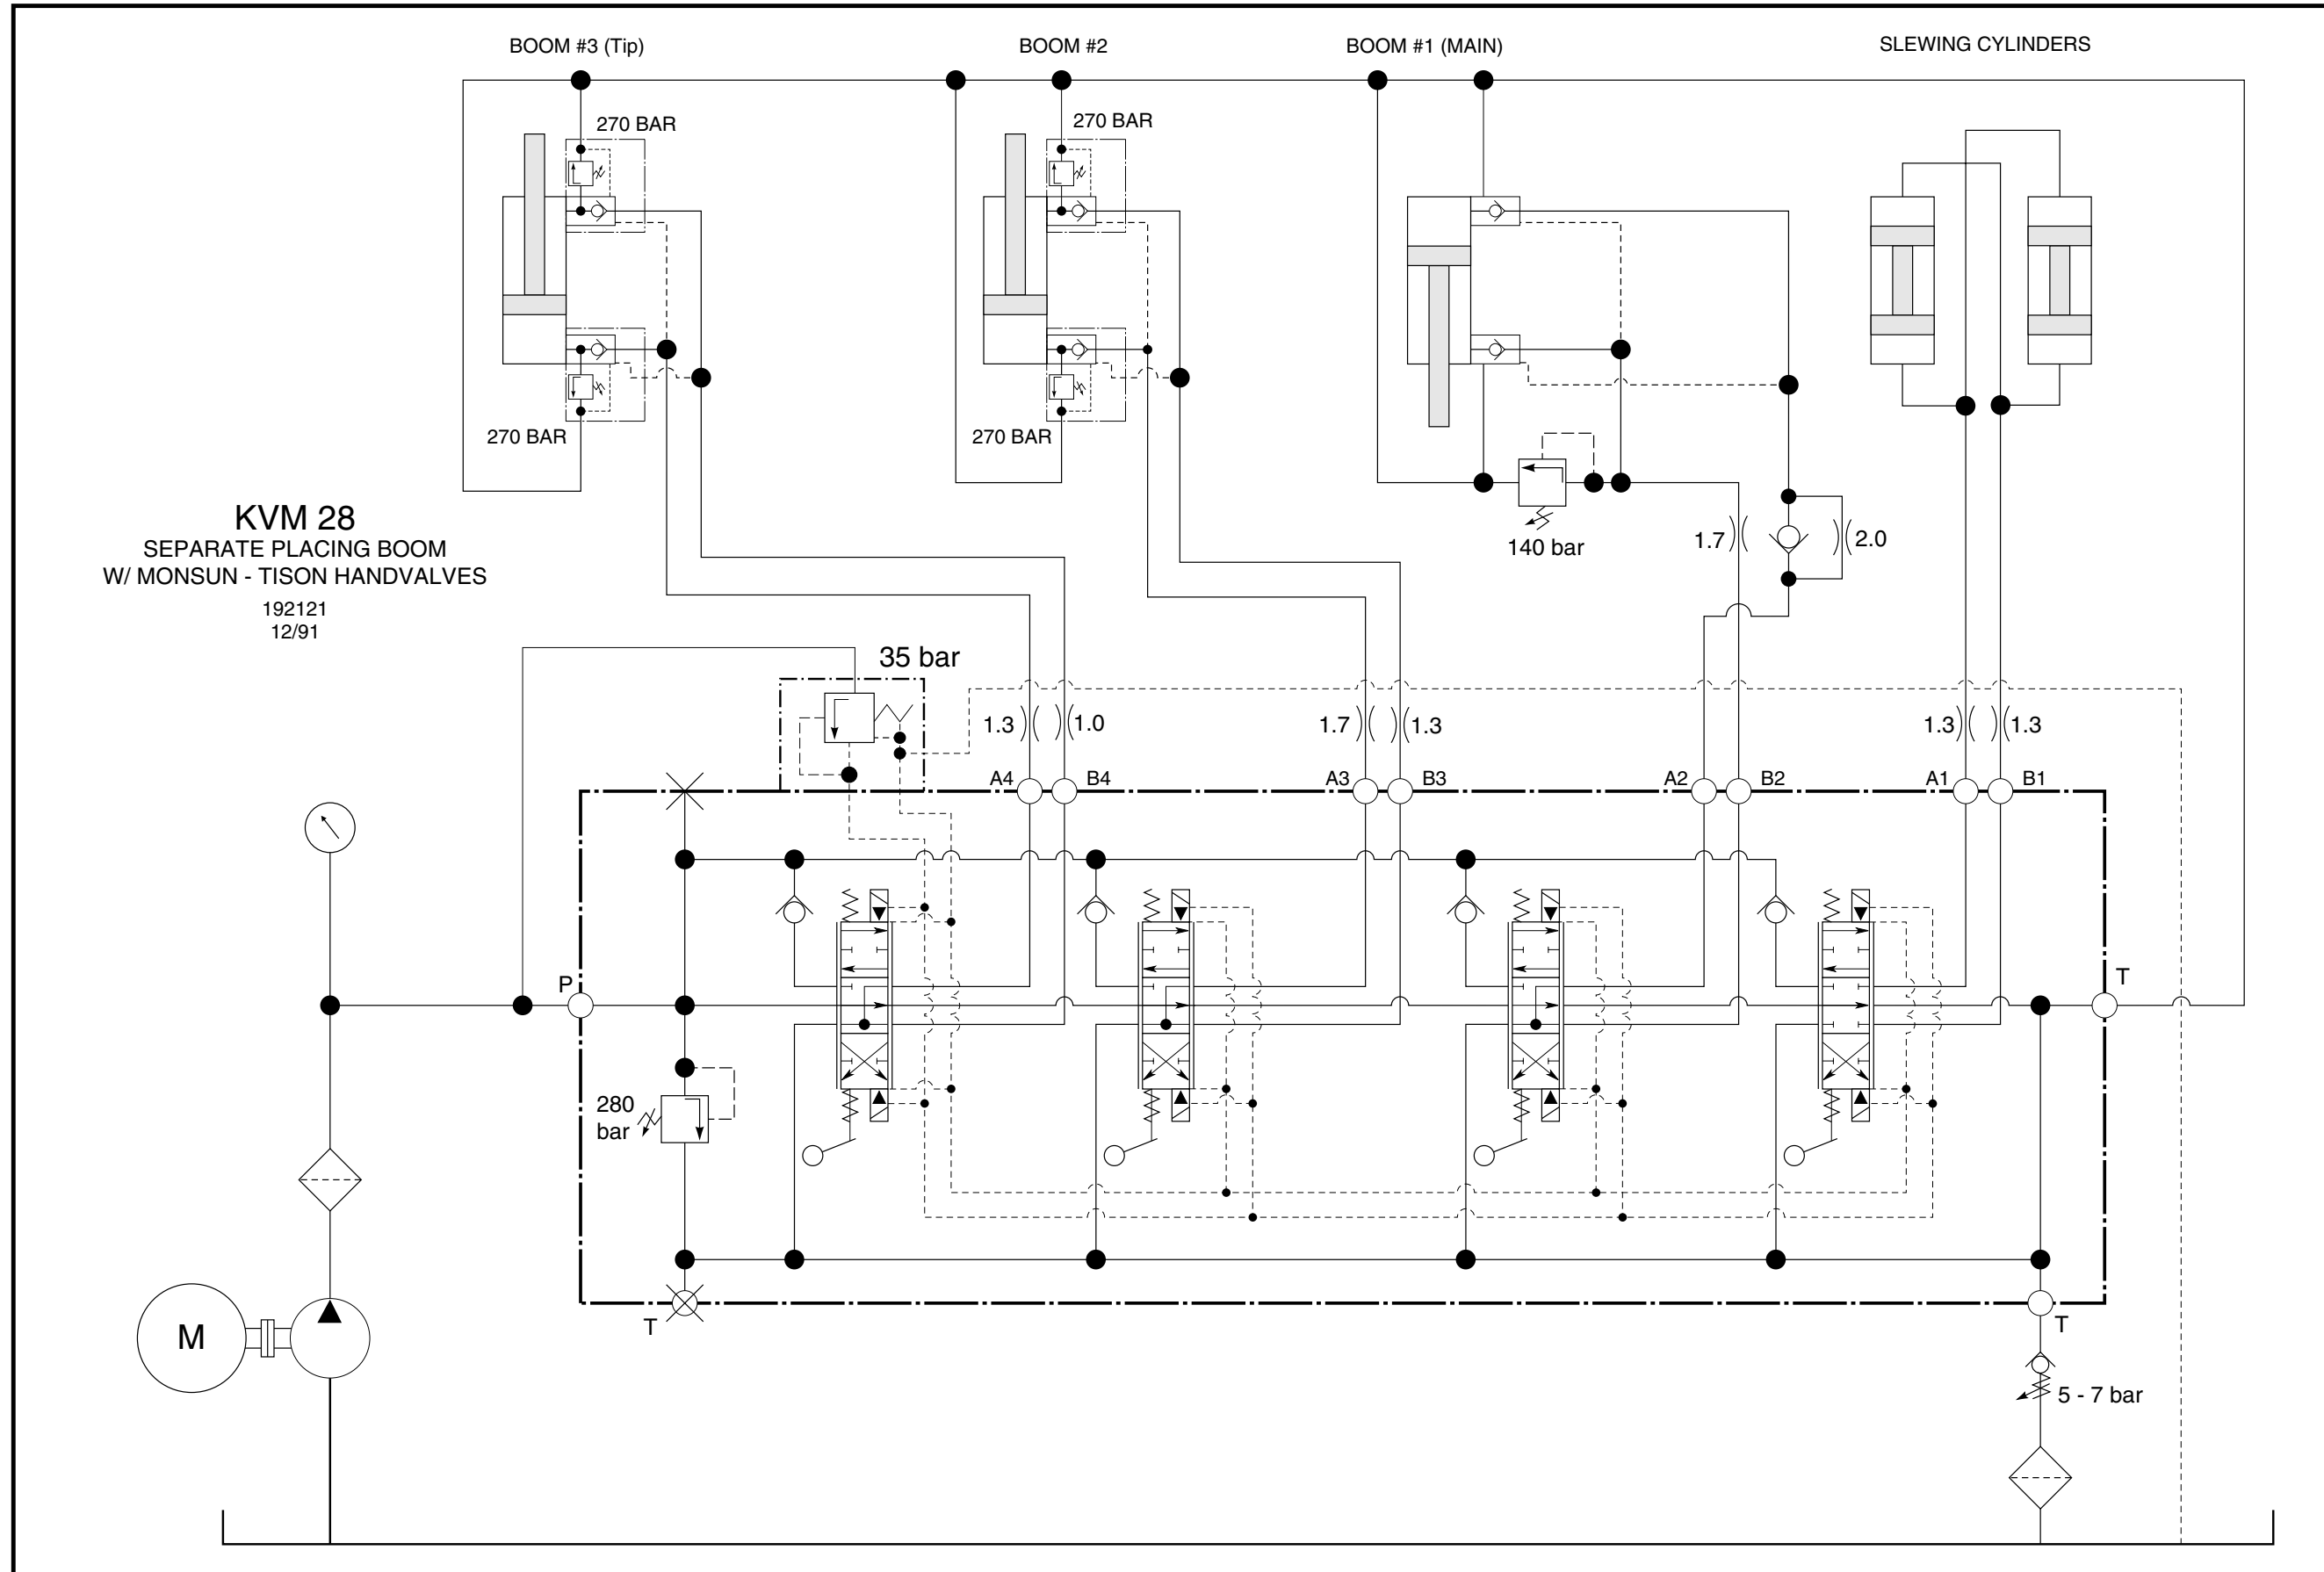 BOOM #3 (Tip)
BOOM #2
BOOM #1 (MAIN)
SLEWING CYLINDERS
270 BAR
270 BAR
270 BAR
270 BAR
KVM 28
SEPARATE PLACING BOOM
W/ MONSUN - TISON HANDVALVES
192121
12/91
140 bar
1.7
2.0
35 bar
1.3
1.0
1.7
1.3
1.3
1.3
A4
B4
A3
B3
A2
B2
A1
B1
P
T
280
bar
M
T
T
5 - 7 bar